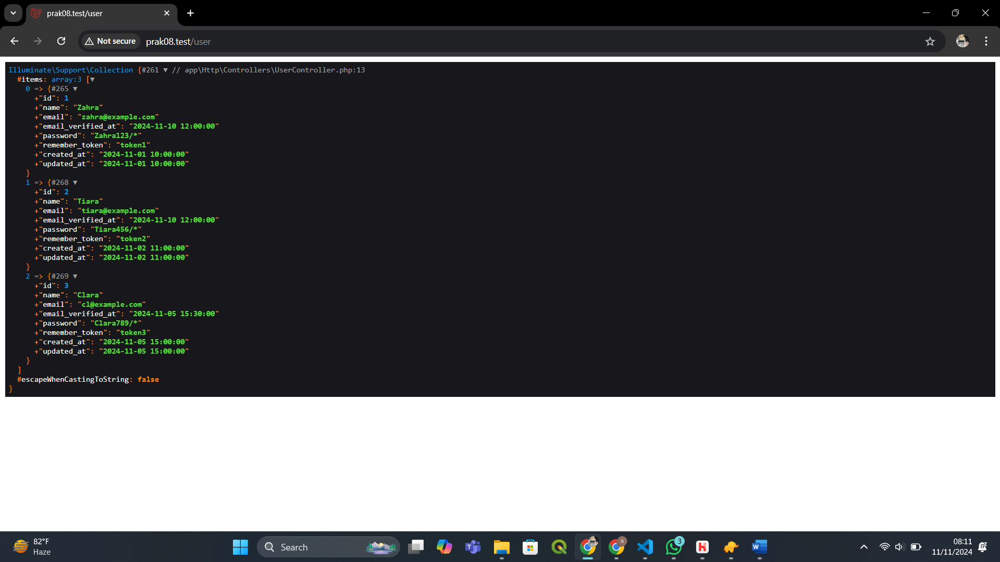 prak08.test/user
Not secure
prak08.test/user
Illuminate\Support\Collection {#261 ▼ // app\Http\Controllers\UserController.php:13
#items: array:3 [▼
0 => {#265 ▼
+"id": 1
+"name": "Zahra"
+"email": "zahra@example.com"
+"email_verified_at": "2024-11-10 12:00:00"
+"password": "Zahra123/*"
+"remember_token": "token1"
+"created_at": "2024-11-01 10:00:00"
+"updated_at": "2024-11-01 10:00:00"
}
1 => {#268 ▼
+"id": 2
+"name": "Tiara"
+"email": "tiara@example.com"
+"email_verified_at": "2024-11-10 12:00:00"
+"password": "Tiara456/*"
+"remember_token": "token2"
+"created_at": "2024-11-02 11:00:00"
+"updated_at": "2024-11-02 11:00:00"
}
2 => {#269 ▼
+"id": 3
+"name": "Clara"
+"email": "cl@example.com"
+"email_verified_at": "2024-11-05 15:30:00"
+"password": "Clara789/*"
+"remember_token": "token3"
+"created_at": "2024-11-05 15:00:00"
+"updated_at": "2024-11-05 15:00:00"
}
]
#escapeWhenCastingToString: false
}
82°F
Haze
Search
3
08:11
11/11/2024